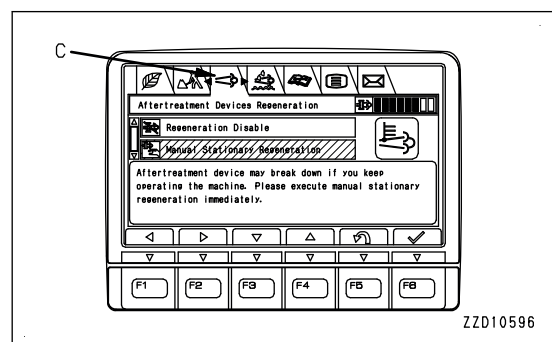 C
Aftertreatment Devices Regeneration
Regeneration Disable
Manual Stationary Regeneration
Aftertreatment device may break down if you keep
operating the machine. Please execute manual stationary
regeneration immediately.
F1 F2 F3 F4 F5 F6
ZZD10596